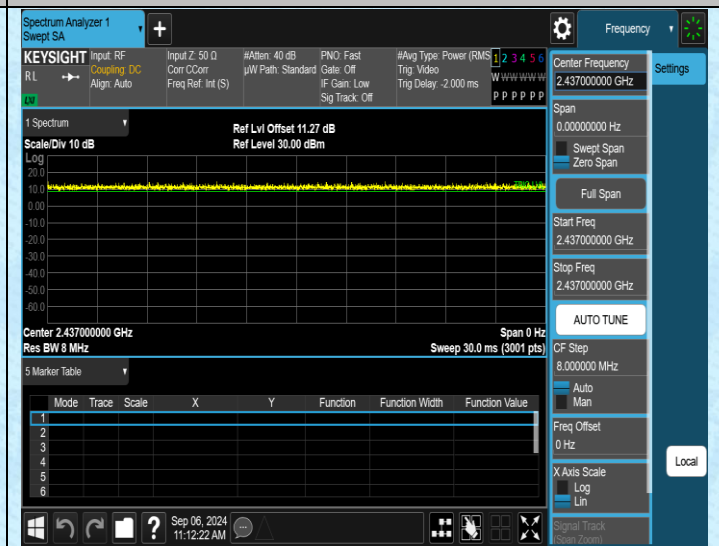 Spectrum Analyzer 1
Swept SA
+
Frequency
KEYSIGHT
RL
LXI
Input: RF
Coupling: DC
Align: Auto
Input Z: 50 Ω
Corr CCorr
Freq Ref: Int (S)
#Atten: 40 dB
µW Path: Standard
PNO: Fast
Gate: Off
IF Gain: Low
Sig Track: Off
#Avg Type: Power (RMS
Trig: Video
Trig Delay: -2.000 ms
1 2 3 4 5 6
W W W W W W
P P P P P P
Center Frequency
2.437000000 GHz
Settings
Span
0.00000000 Hz
Swept Span
Zero Span
Full Span
Start Freq
2.437000000 GHz
Stop Freq
2.437000000 GHz
AUTO TUNE
CF Step
8.000000 MHz
Auto
Man
Freq Offset
0 Hz
X Axis Scale
Log
Lin
Signal Track
(Span Zoom)
Local
1 Spectrum
Scale/Div 10 dB
Ref Lvl Offset 11.27 dB
Ref Level 30.00 dBm
Log
20.0
10.0
0.00
-10.0
-20.0
-30.0
-40.0
-50.0
-60.0
Center 2.437000000 GHz
Res BW 8 MHz
Span 0 Hz
Sweep 30.0 ms (3001 pts)
5 Marker Table
Mode Trace Scale X Y Function Function Width Function Value
1
2
3
4
5
6
?
Sep 06, 2024
11:12:22 AM